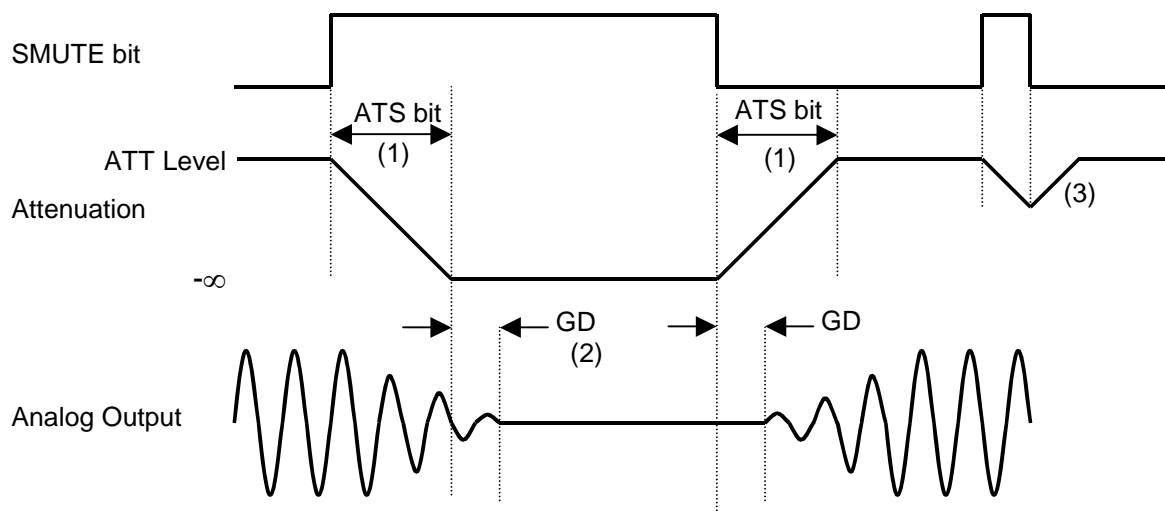 SMUTE bit
ATS bit
(1)
ATS bit
(1)
ATT Level
Attenuation
(3)
-∞
GD
(2)
GD
Analog Output